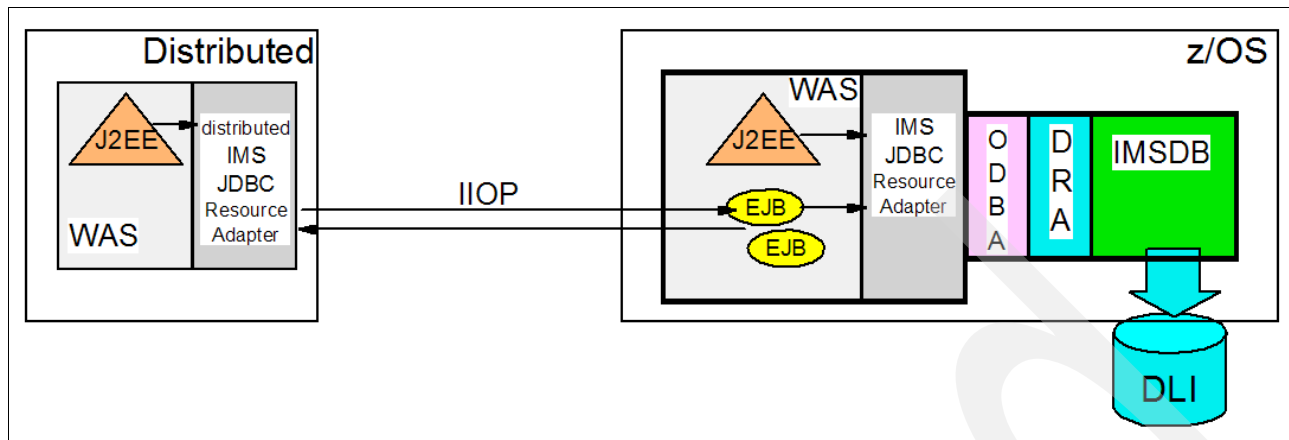 Distributed
WAS
J2EE
distributed
IMS
JDBC
Resource
Adapter
IIOP
z/OS
WAS
J2EE
EJB
EJB
IMS
JDBC
Resource
Adapter
O
D
B
A
D
R
A
IMSDB
DLI